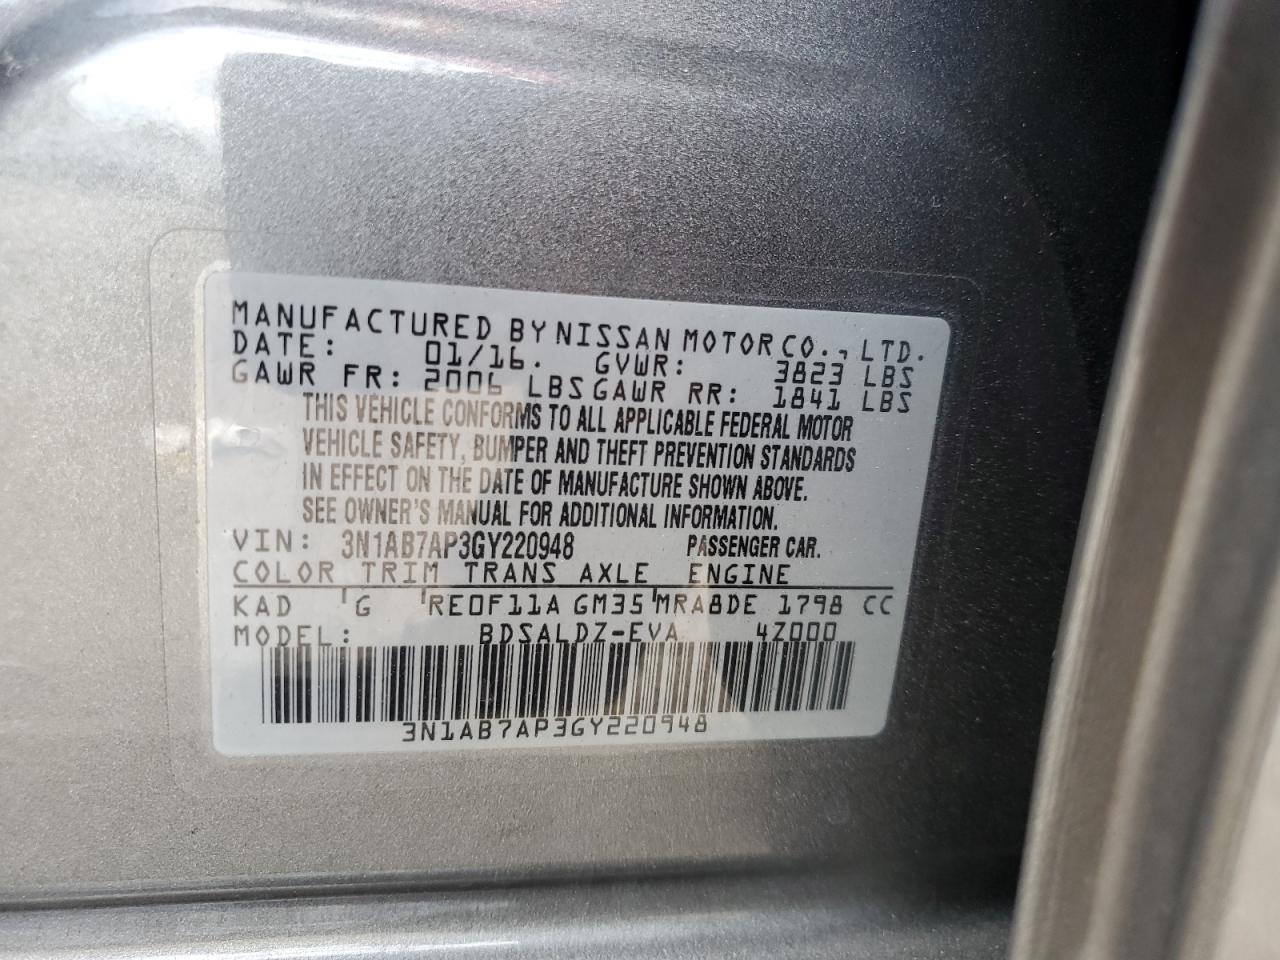 MANUFACTURED BY NISSAN MOTOR CO., LTD.
DATE: 01/16. GVWR: 3823 LBS
GAWR FR: 2006 LBS GAWR RR: 1841 LBS
THIS VEHICLE CONFORMS TO ALL APPLICABLE FEDERAL MOTOR
VEHICLE SAFETY, BUMPER AND THEFT PREVENTION STANDARDS
IN EFFECT ON THE DATE OF MANUFACTURE SHOWN ABOVE.
SEE OWNER'S MANUAL FOR ADDITIONAL INFORMATION.
VIN: 3N1AB7AP3GY220948 PASSENGER CAR.
COLOR TRIM TRANS AXLE ENGINE
KAD G RE0F11A GM35 MRA8DE 1798 CC
MODEL: BDSALDZ-EVA 4Z000
3N1AB7AP3GY220948